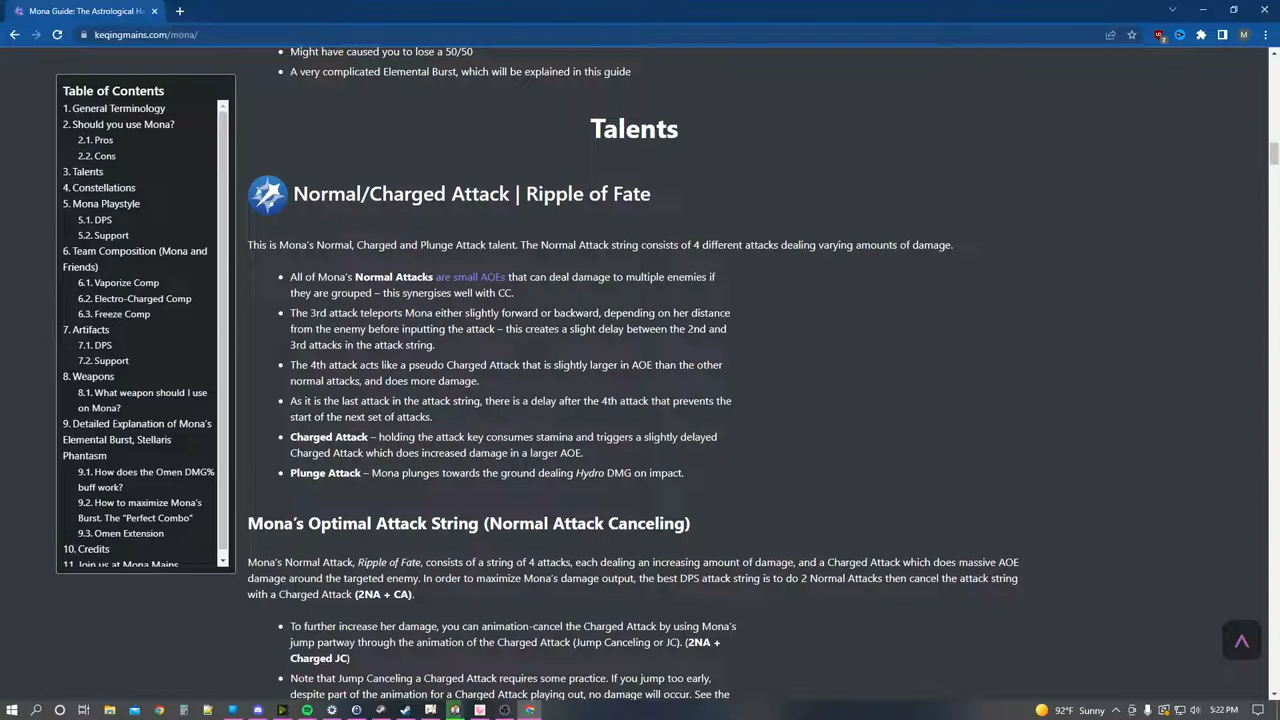 Mona Guide: The Astrological Ha
keqingmains.com/mona/
Might have caused you to lose a 50/50
A very complicated Elemental Burst, which will be explained in this guide
Table of Contents
1. General Terminology
2. Should you use Mona?
2.1. Pros
2.2. Cons
3. Talents
4. Constellations
5. Mona Playstyle
5.1. DPS
5.2. Support
6. Team Composition (Mona and
Friends)
6.1. Vaporize Comp
6.2. Electro-Charged Comp
6.3. Freeze Comp
7. Artifacts
7.1. DPS
7.2. Support
8. Weapons
8.1. What weapon should I use
on Mona?
9. Detailed Explanation of Mona's
Elemental Burst, Stellaris
Phantasm
9.1. How does the Omen DMG%
buff work?
9.2. How to maximize Mona's
Burst. The "Perfect Combo"
9.3. Omen Extension
10. Credits
11. Join us at Mona Mains
Talents
Normal/Charged Attack | Ripple of Fate
This is Mona's Normal, Charged and Plunge Attack talent. The Normal Attack string consists of 4 different attacks dealing varying amounts of damage.
All of Mona's Normal Attacks are small AOEs that can deal damage to multiple enemies if
they are grouped – this synergises well with CC.
The 3rd attack teleports Mona either slightly forward or backward, depending on her distance
from the enemy before inputting the attack – this creates a slight delay between the 2nd and
3rd attacks in the attack string.
The 4th attack acts like a pseudo Charged Attack that is slightly larger in AOE than the other
normal attacks, and does more damage.
As it is the last attack in the attack string, there is a delay after the 4th attack that prevents the
start of the next set of attacks.
Charged Attack – holding the attack key consumes stamina and triggers a slightly delayed
Charged Attack which does increased damage in a larger AOE.
Plunge Attack – Mona plunges towards the ground dealing Hydro DMG on impact.
Mona's Optimal Attack String (Normal Attack Canceling)
Mona's Normal Attack, Ripple of Fate, consists of a string of 4 attacks, each dealing an increasing amount of damage, and a Charged Attack which does massive AOE
damage around the targeted enemy. In order to maximize Mona's damage output, the best DPS attack string is to do 2 Normal Attacks then cancel the attack string
with a Charged Attack (2NA + CA).
To further increase her damage, you can animation-cancel the Charged Attack by using Mona's
jump partway through the animation of the Charged Attack (Jump Canceling or JC). (2NA +
Charged JC)
Note that Jump Canceling a Charged Attack requires some practice. If you jump too early,
despite part of the animation for a Charged Attack playing out, no damage will occur. See the
92°F Sunny
5:22 PM